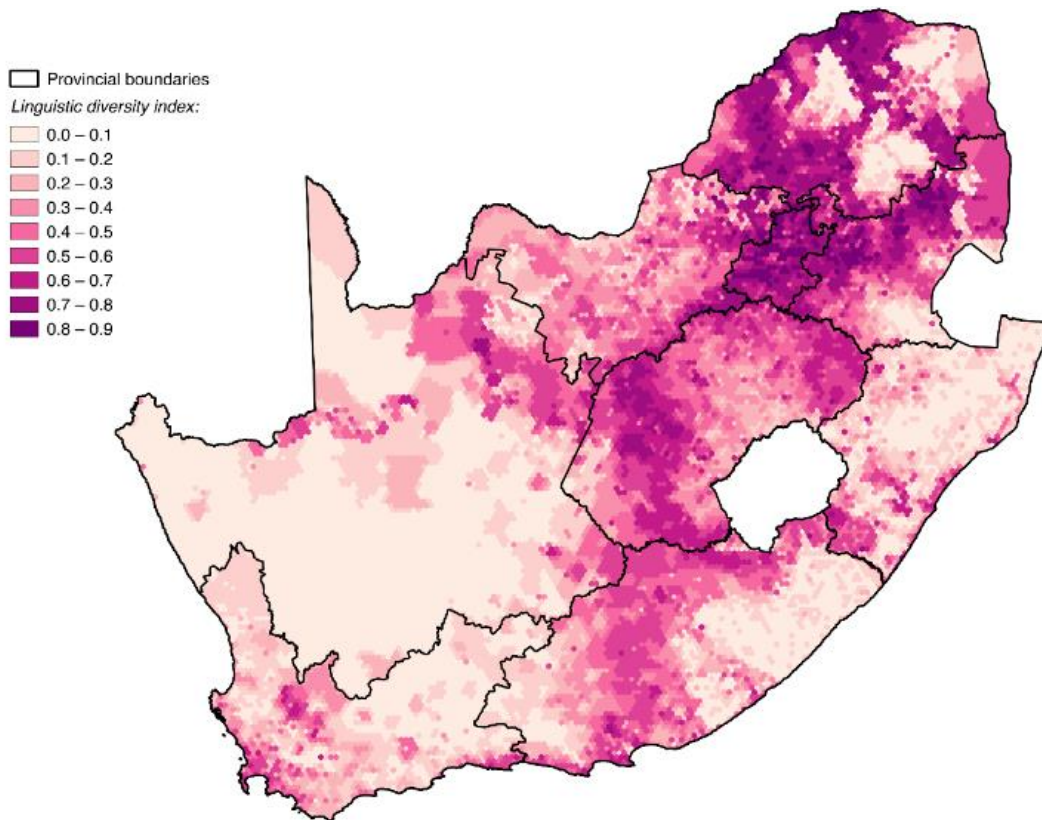 Provincial boundaries
Linguistic diversity index:
0.0 – 0.1
0.1 – 0.2
0.2 – 0.3
0.3 – 0.4
0.4 – 0.5
0.5 – 0.6
0.6 – 0.7
0.7 – 0.8
0.8 – 0.9